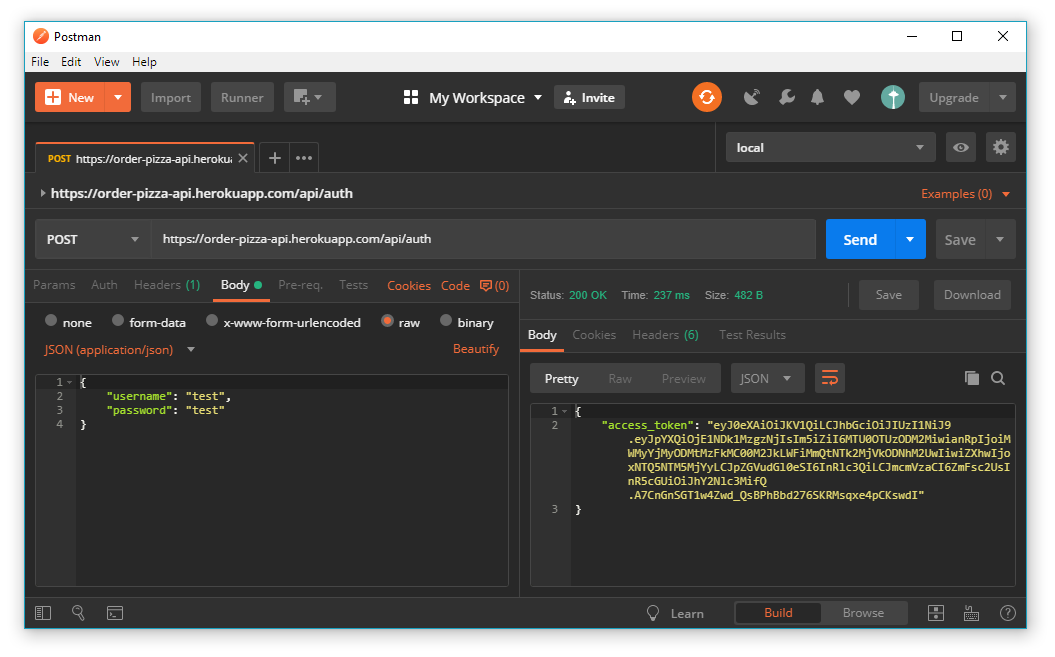 Postman
File Edit View Help
New Import Runner My Workspace Invite Upgrade
POST https://order-pizza-api.heroku local
https://order-pizza-api.herokuapp.com/api/auth Examples (0)
POST https://order-pizza-api.herokuapp.com/api/auth Send Save
Params Auth Headers (1) Body Pre-req. Tests Cookies Code (0)
none form-data x-www-form-urlencoded raw binary
JSON (application/json) Beautify
1 {
2 "username": "test",
3 "password": "test"
4 }
Status: 200 OK Time: 237 ms Size: 482 B Save Download
Body Cookies Headers (6) Test Results
Pretty Raw Preview JSON
1 {
2 "access_token": "eyJ0eXAiOiJKV1QiLCJhbGciOiJIUzI1NiJ9
.eyJpYXQiOjE1NDk1MzgzNjIsIm5iZiI6MTU0OTUzODM2MiwianRpIjoiM
WMyYjMyODMtMzFkMC00M2JkLWFiMmQtNTk2MjVkODNhM2UwIiwiZXhwIjo
xNTQ5NTM5MjYyLCJpZGVudGl0eSI6InRlc3QiLCJmcmVzaCI6ZmFsc2UsI
nR5cGUiOiJhY2Nlc3MifQ
.A7CnGnSGT1w4Zwd_QsBPhBbd276SKRMsqxe4pCKswdI"
3 }
Learn Build Browse